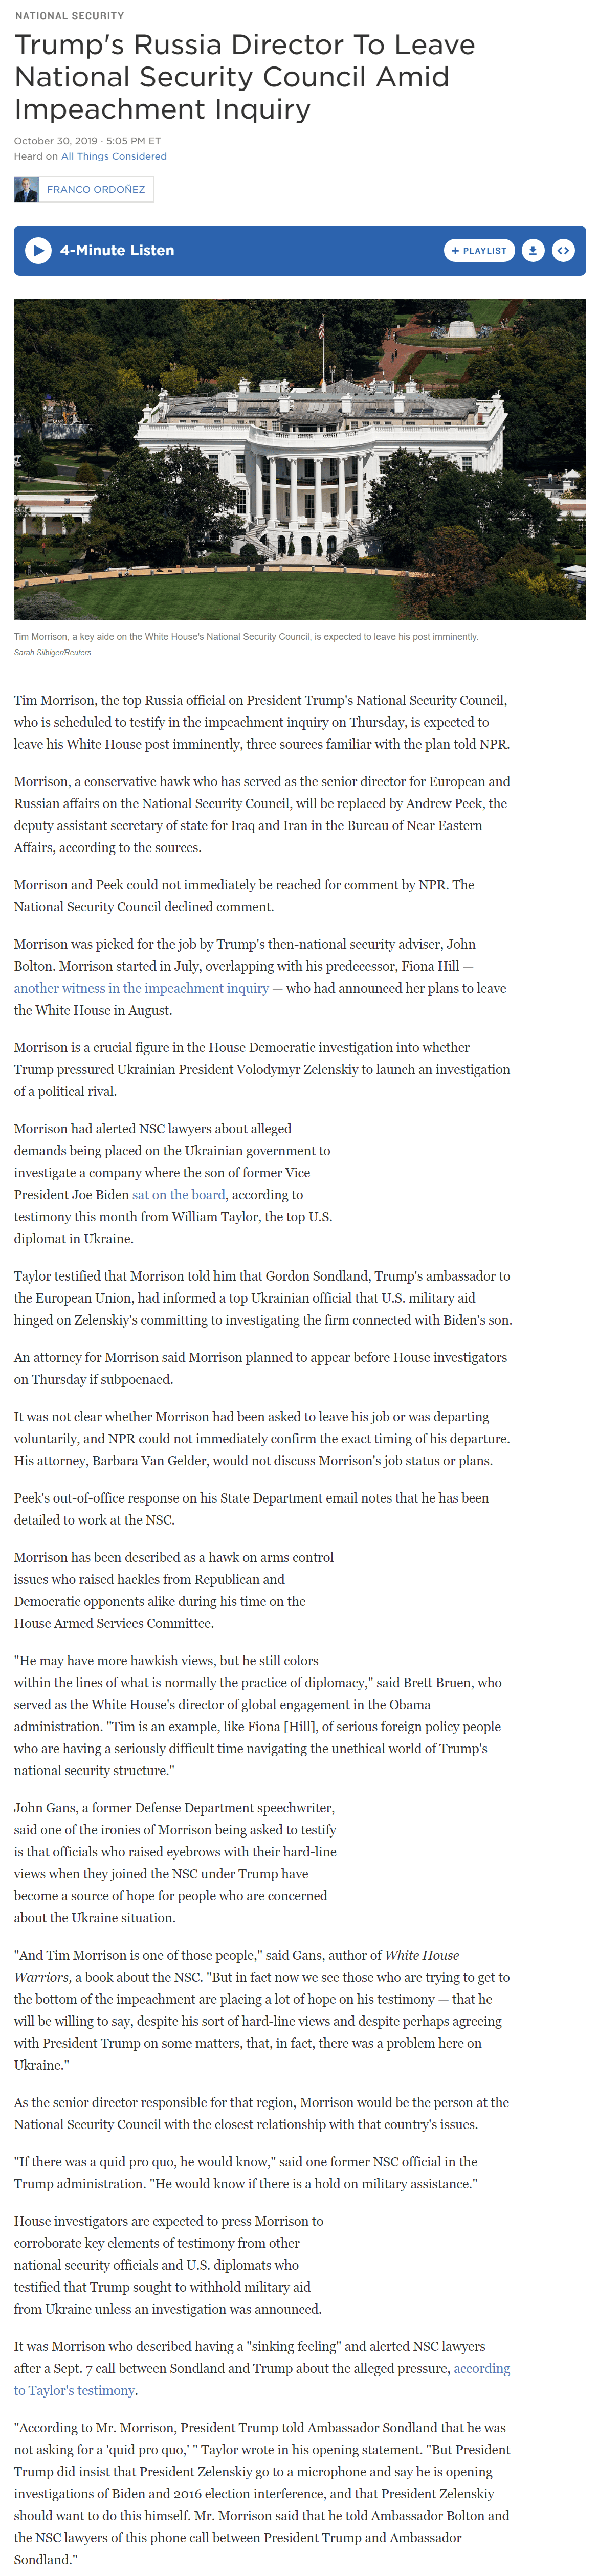 NATIONAL SECURITY
Trump's Russia Director To Leave
National Security Council Amid
Impeachment Inquiry
October 30, 2019 · 5:05 PM ET
Heard on All Things Considered
FRANCO ORDOÑEZ
4-Minute Listen
+ PLAYLIST
Tim Morrison, a key aide on the White House's National Security Council, is expected to leave his post imminently.
Sarah Silbiger/Reuters
Tim Morrison, the top Russia official on President Trump's National Security Council,
who is scheduled to testify in the impeachment inquiry on Thursday, is expected to
leave his White House post imminently, three sources familiar with the plan told NPR.
Morrison, a conservative hawk who has served as the senior director for European and
Russian affairs on the National Security Council, will be replaced by Andrew Peek, the
deputy assistant secretary of state for Iraq and Iran in the Bureau of Near Eastern
Affairs, according to the sources.
Morrison and Peek could not immediately be reached for comment by NPR. The
National Security Council declined comment.
Morrison was picked for the job by Trump's then-national security adviser, John
Bolton. Morrison started in July, overlapping with his predecessor, Fiona Hill —
another witness in the impeachment inquiry — who had announced her plans to leave
the White House in August.
Morrison is a crucial figure in the House Democratic investigation into whether
Trump pressured Ukrainian President Volodymyr Zelenskiy to launch an investigation
of a political rival.
Morrison had alerted NSC lawyers about alleged
demands being placed on the Ukrainian government to
investigate a company where the son of former Vice
President Joe Biden sat on the board, according to
testimony this month from William Taylor, the top U.S.
diplomat in Ukraine.
Taylor testified that Morrison told him that Gordon Sondland, Trump's ambassador to
the European Union, had informed a top Ukrainian official that U.S. military aid
hinged on Zelenskiy's committing to investigating the firm connected with Biden's son.
An attorney for Morrison said Morrison planned to appear before House investigators
on Thursday if subpoenaed.
It was not clear whether Morrison had been asked to leave his job or was departing
voluntarily, and NPR could not immediately confirm the exact timing of his departure.
His attorney, Barbara Van Gelder, would not discuss Morrison's job status or plans.
Peek's out-of-office response on his State Department email notes that he has been
detailed to work at the NSC.
Morrison has been described as a hawk on arms control
issues who raised hackles from Republican and
Democratic opponents alike during his time on the
House Armed Services Committee.
"He may have more hawkish views, but he still colors
within the lines of what is normally the practice of diplomacy," said Brett Bruen, who
served as the White House's director of global engagement in the Obama
administration. "Tim is an example, like Fiona [Hill], of serious foreign policy people
who are having a seriously difficult time navigating the unethical world of Trump's
national security structure."
John Gans, a former Defense Department speechwriter,
said one of the ironies of Morrison being asked to testify
is that officials who raised eyebrows with their hard-line
views when they joined the NSC under Trump have
become a source of hope for people who are concerned
about the Ukraine situation.
"And Tim Morrison is one of those people," said Gans, author of White House
Warriors, a book about the NSC. "But in fact now we see those who are trying to get to
the bottom of the impeachment are placing a lot of hope on his testimony — that he
will be willing to say, despite his sort of hard-line views and despite perhaps agreeing
with President Trump on some matters, that, in fact, there was a problem here on
Ukraine."
As the senior director responsible for that region, Morrison would be the person at the
National Security Council with the closest relationship with that country's issues.
"If there was a quid pro quo, he would know," said one former NSC official in the
Trump administration. "He would know if there is a hold on military assistance."
House investigators are expected to press Morrison to
corroborate key elements of testimony from other
national security officials and U.S. diplomats who
testified that Trump sought to withhold military aid
from Ukraine unless an investigation was announced.
It was Morrison who described having a "sinking feeling" and alerted NSC lawyers
after a Sept. 7 call between Sondland and Trump about the alleged pressure, according
to Taylor's testimony.
"According to Mr. Morrison, President Trump told Ambassador Sondland that he was
not asking for a 'quid pro quo,' " Taylor wrote in his opening statement. "But President
Trump did insist that President Zelenskiy go to a microphone and say he is opening
investigations of Biden and 2016 election interference, and that President Zelenskiy
should want to do this himself. Mr. Morrison said that he told Ambassador Bolton and
the NSC lawyers of this phone call between President Trump and Ambassador
Sondland."